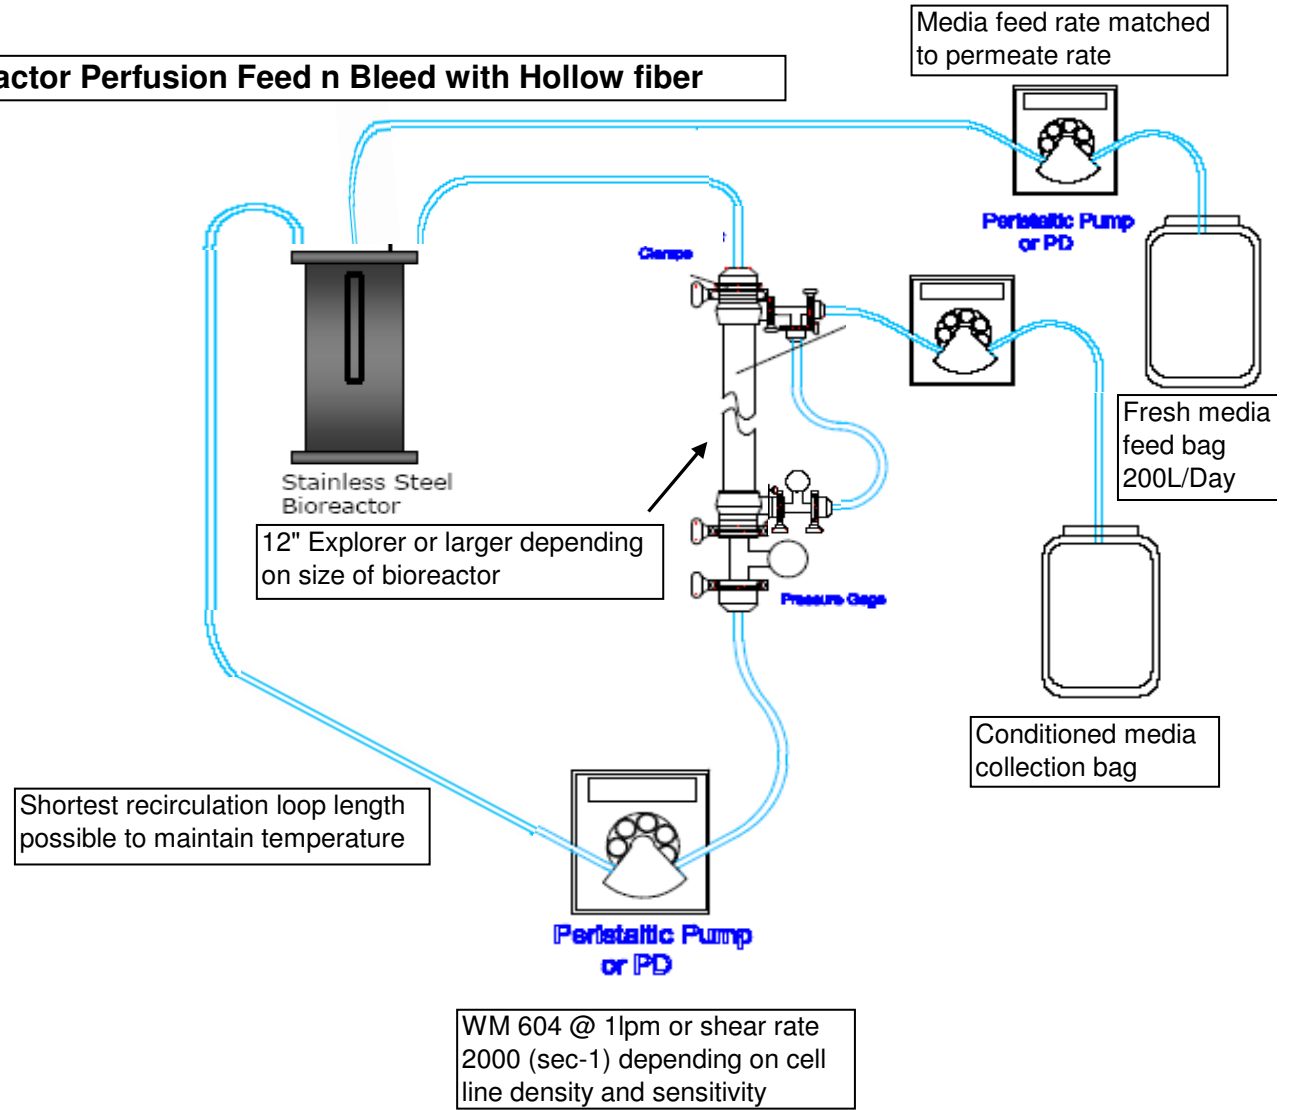 Media feed rate matched
to permeate rate
actor Perfusion Feed n Bleed with Hollow fiber
Peristaltic Pump
or PD
Clamps
Fresh media
feed bag
200L/Day
Stainless Steel
Bioreactor
12" Explorer or larger depending
on size of bioreactor
Pressure Gage
Conditioned media
collection bag
Shortest recirculation loop length
possible to maintain temperature
Peristaltic Pump
or PD
WM 604 @ 1lpm or shear rate
2000 (sec-1) depending on cell
line density and sensitivity